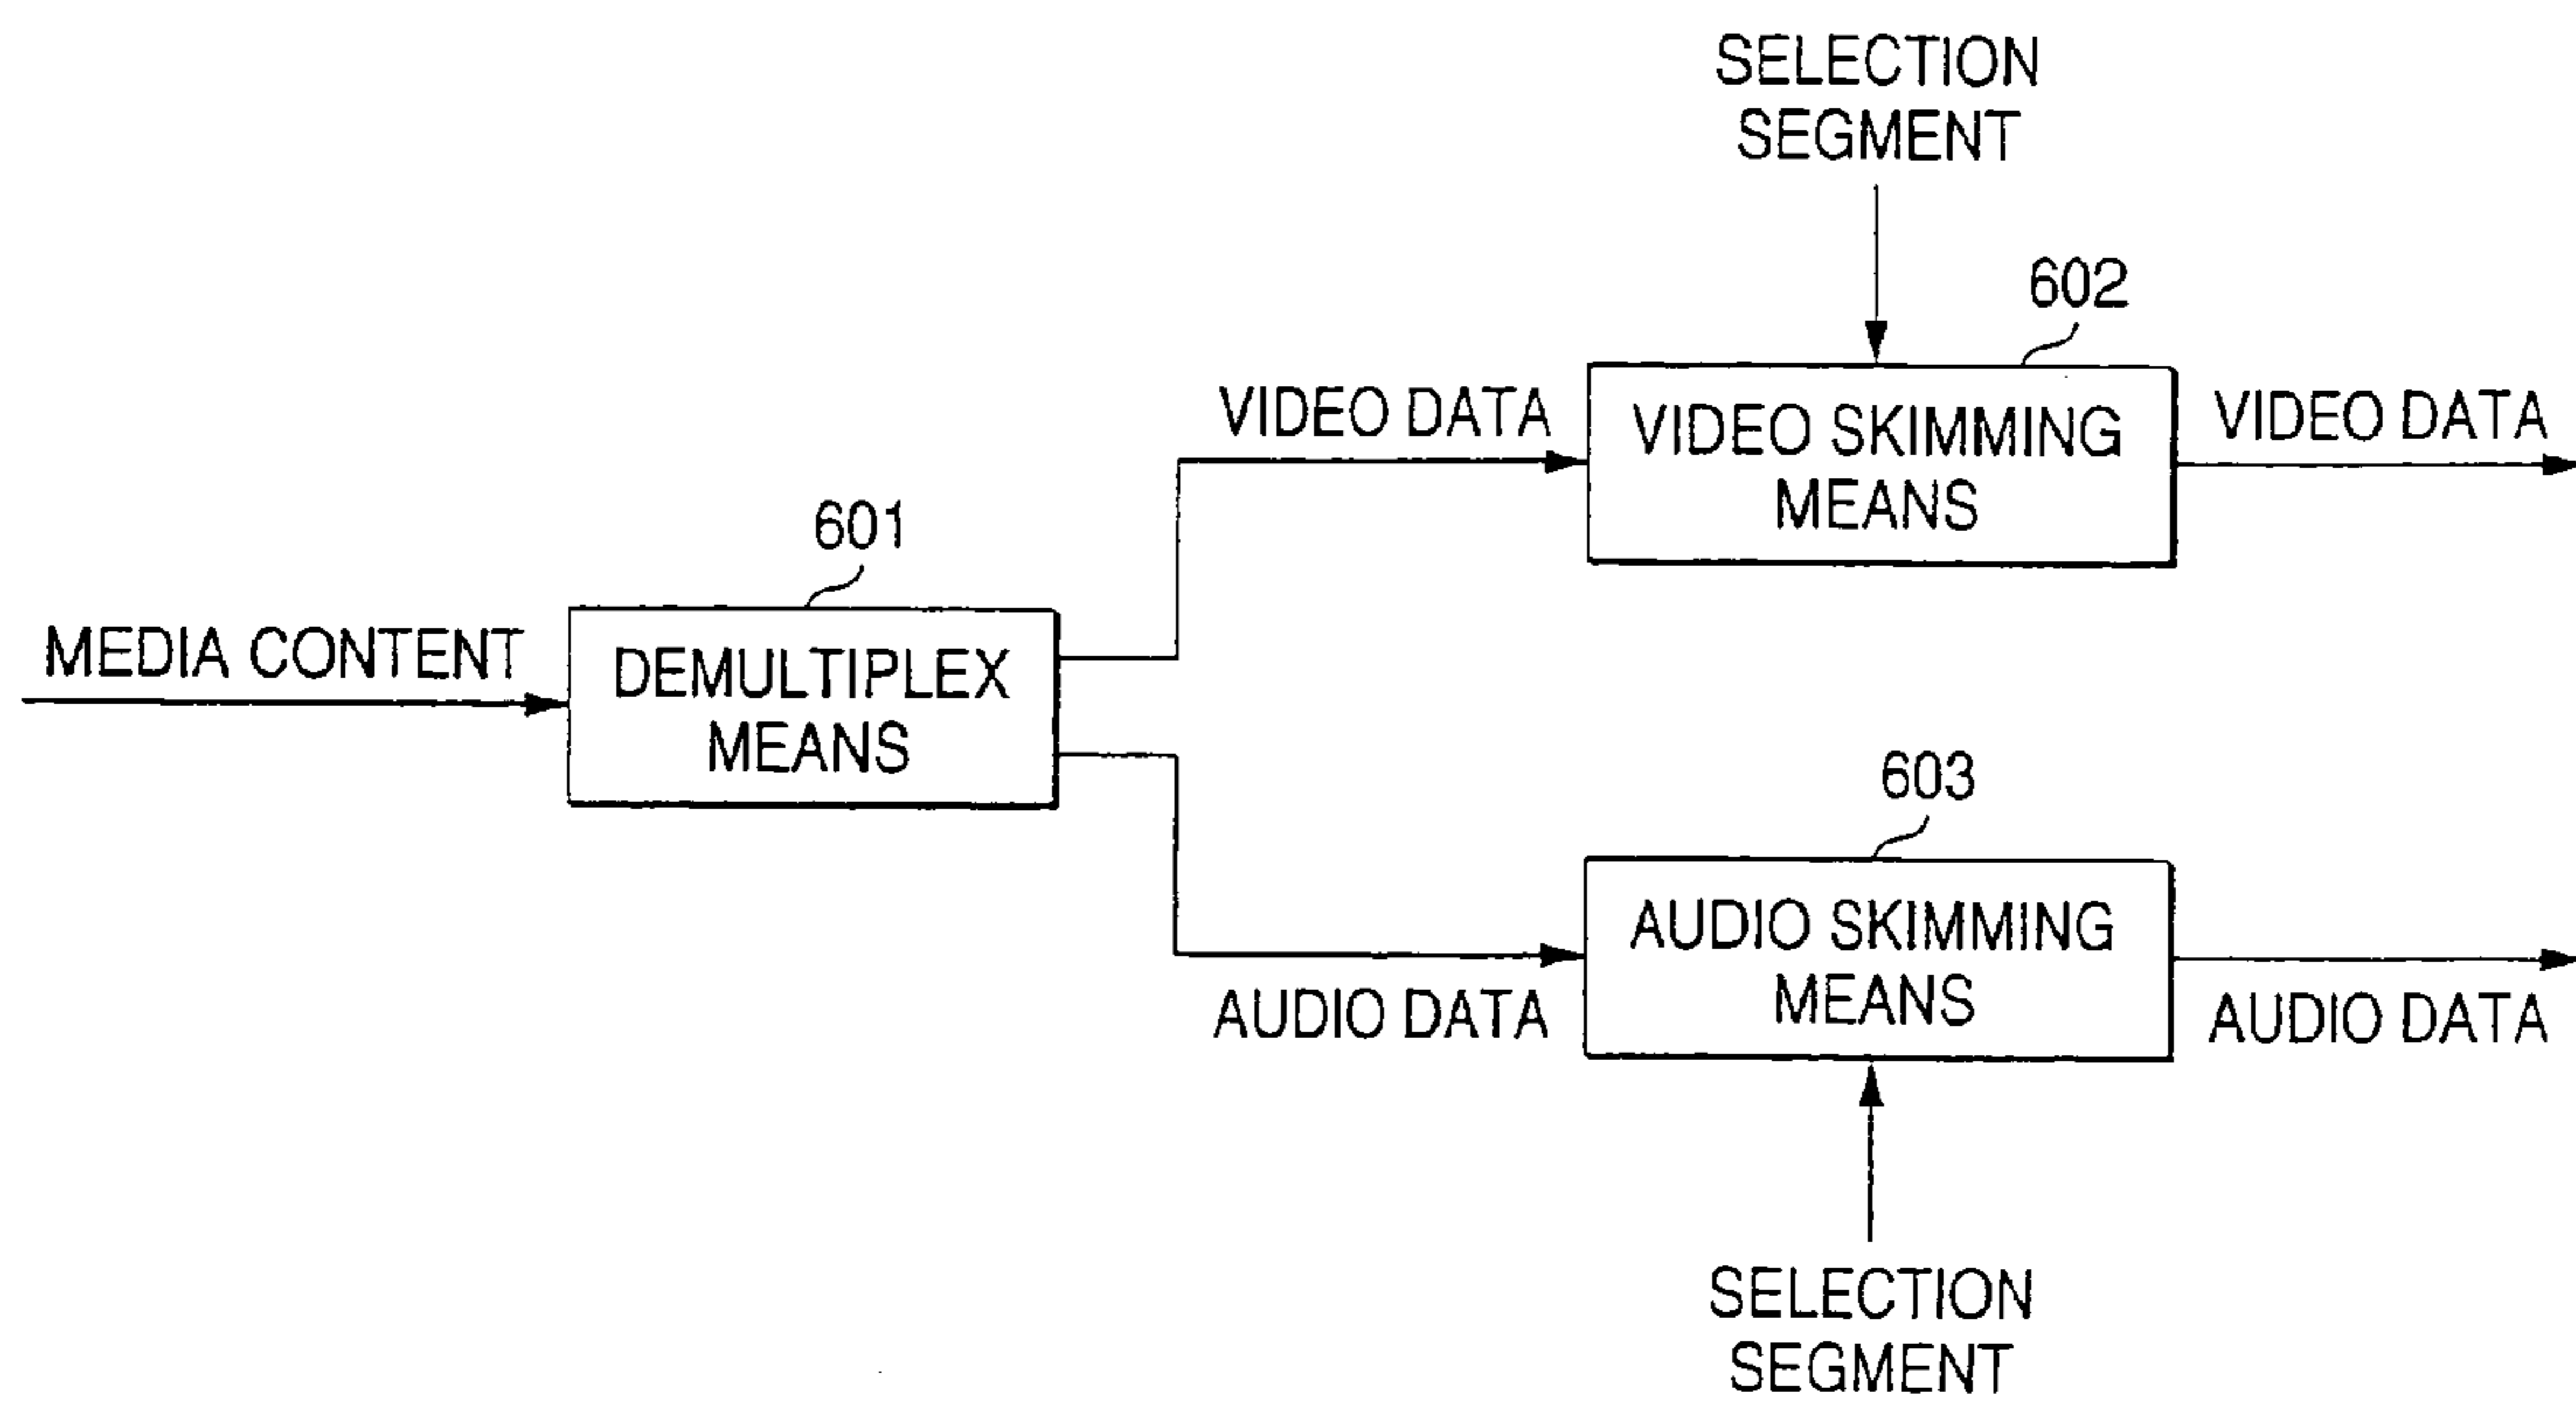 SELECTION
SEGMENT
602
VIDEO DATA
VIDEO SKIMMING
MEANS
VIDEO DATA
601
MEDIA CONTENT
DEMULTIPLEX
MEANS
603
AUDIO DATA
AUDIO SKIMMING
MEANS
AUDIO DATA
SELECTION
SEGMENT